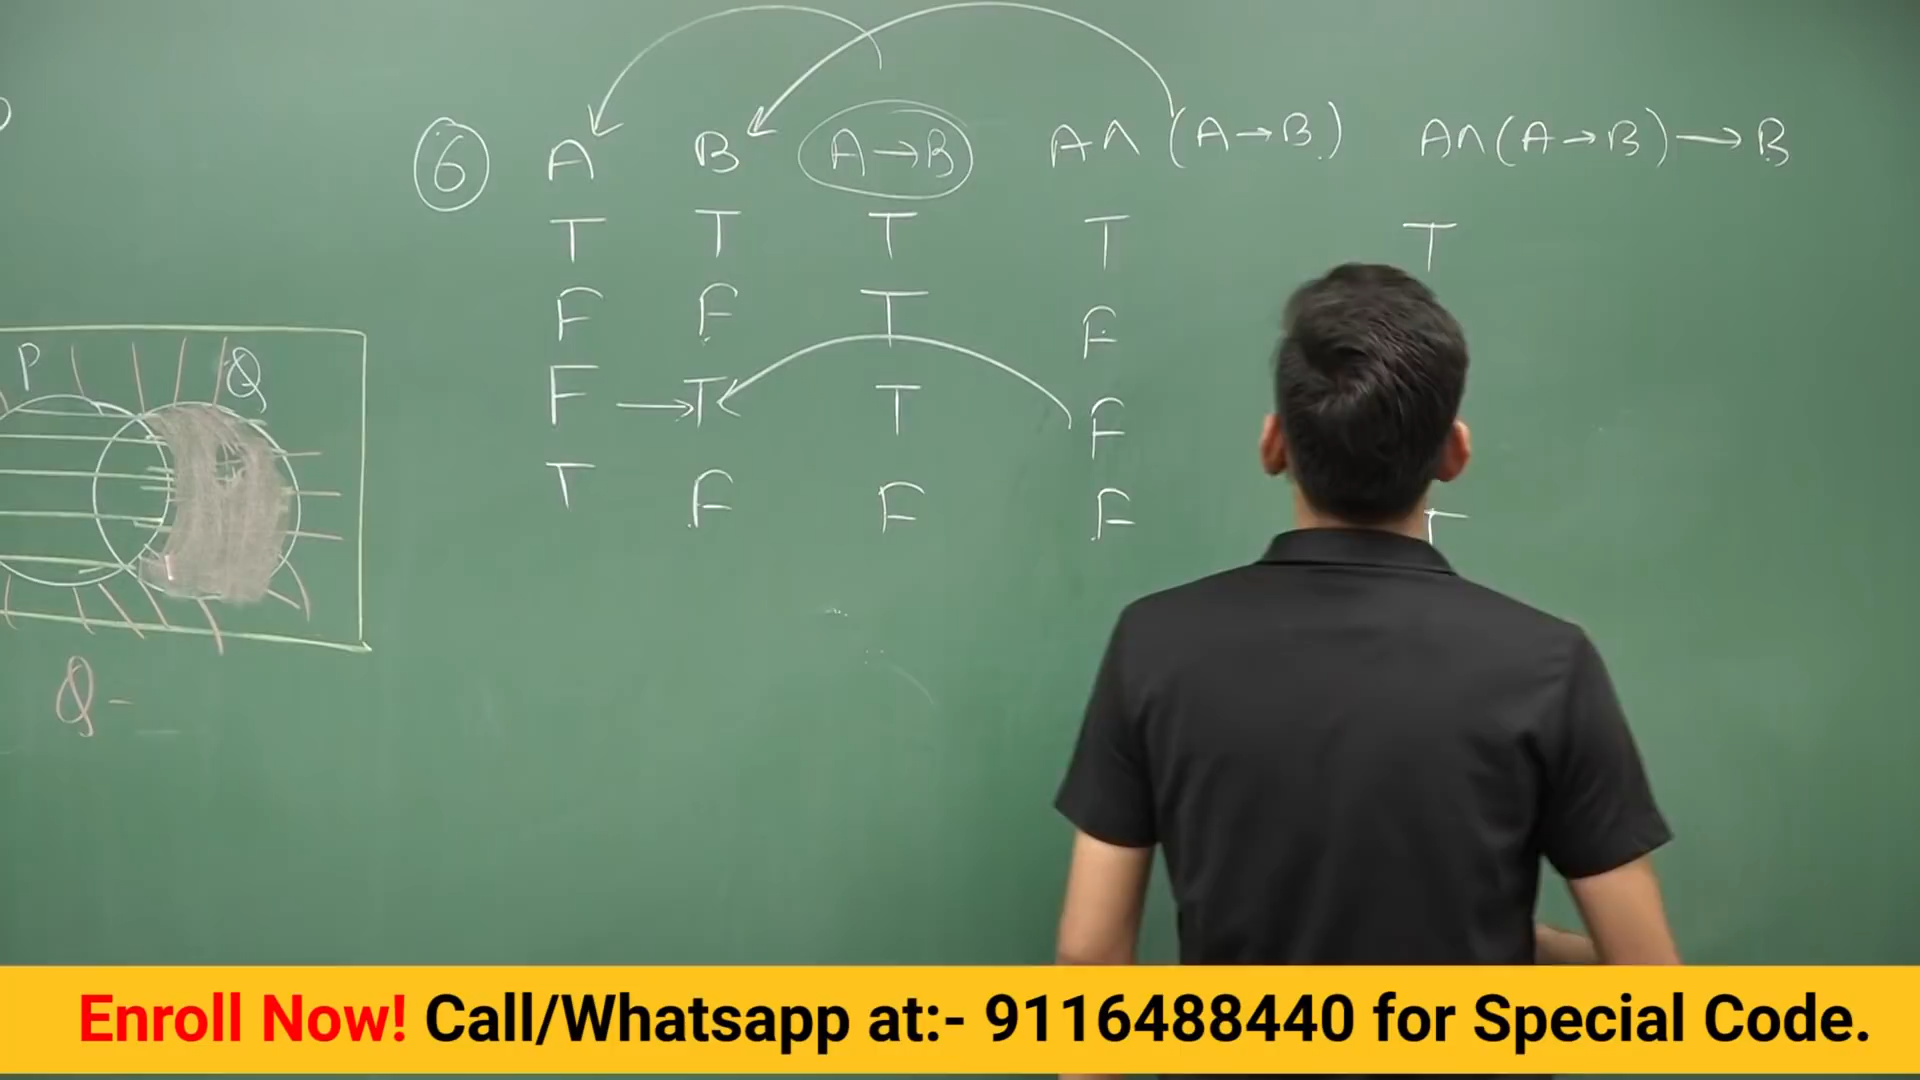 6 A B A→B A∧(A→B) A∧(A→B)→B
T T T T T
F F T F
P Q
F → T T F
T F F F T
Q -
Enroll Now! Call/Whatsapp at:- 9116488440 for Special Code.